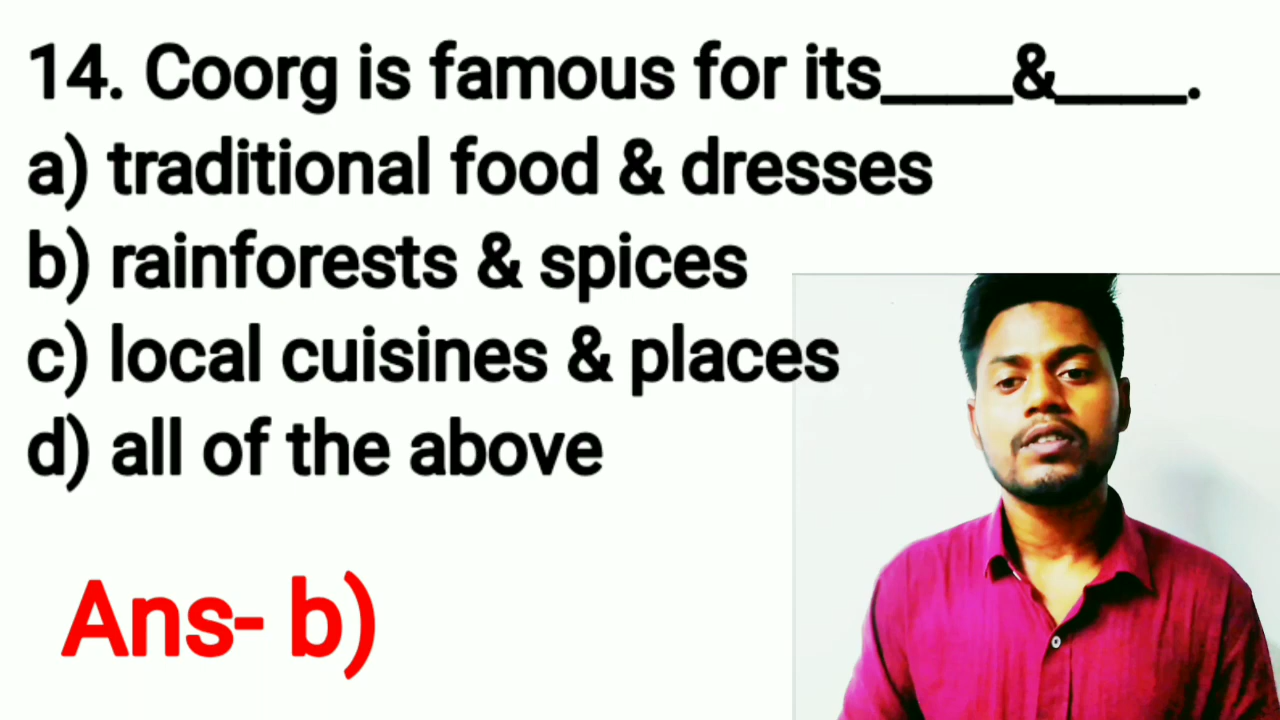 14. Coorg is famous for its____&____.
a) traditional food & dresses
b) rainforests & spices
c) local cuisines & places
d) all of the above
Ans- b)